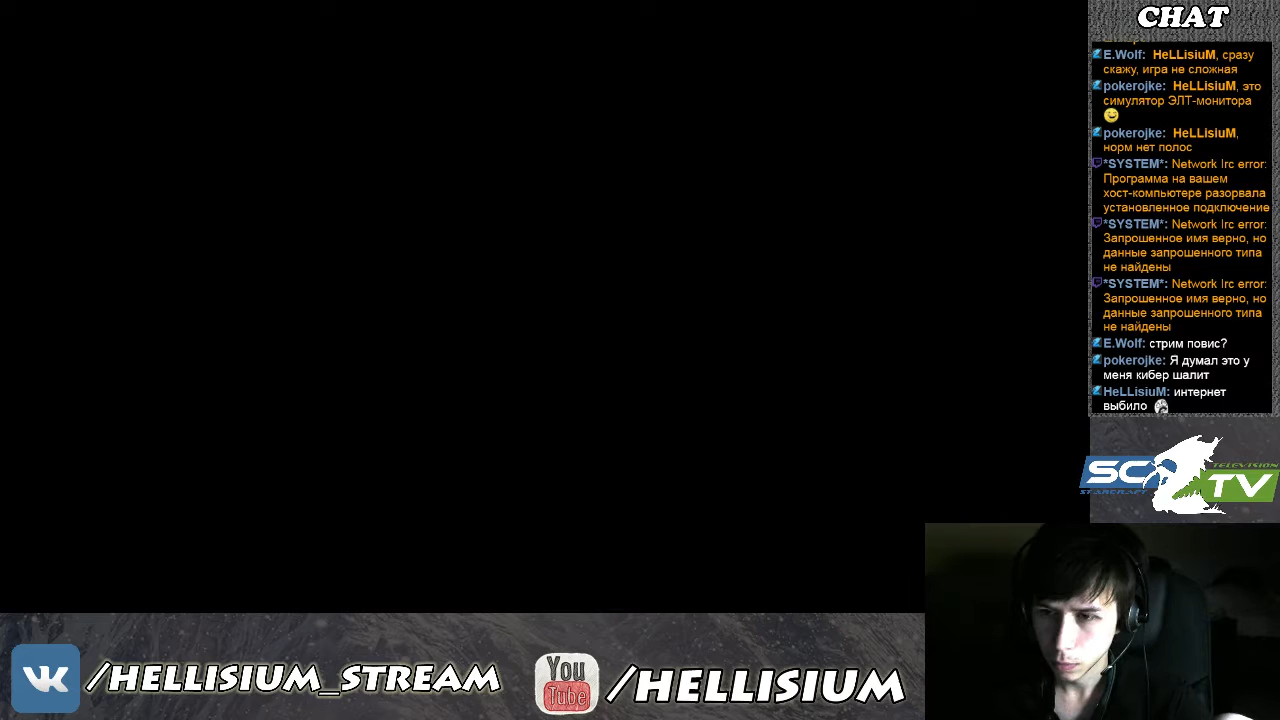 CHAT
E.Wolf: HeLLisiuM, сразу
скажу, игра не сложная
pokerojke: HeLLisiuM, это
симулятор ЭЛТ-монитора
pokerojke: HeLLisiuM,
норм нет полос
*SYSTEM*: Network Irc error:
Программа на вашем
хост-компьютере разорвала
установленное подключение
*SYSTEM*: Network Irc error:
Запрошенное имя верно, но
данные запрошенного типа
не найдены
*SYSTEM*: Network Irc error:
Запрошенное имя верно, но
данные запрошенного типа
не найдены
E.Wolf: стрим повис?
pokerojke: Я думал это у
меня кибер шалит
HeLLisiuM: интернет
выбило
SC2 TELEVISION
STARCRAFT TV
VK /HELLISIUM_STREAM
You Tube /HELLISIUM